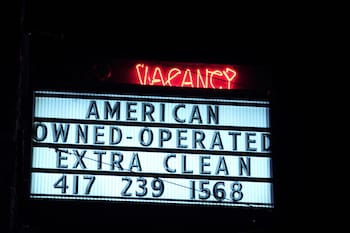 VACANCY
AMERICAN
OWNED-OPERATED
EXTRA CLEAN
417 239 1568